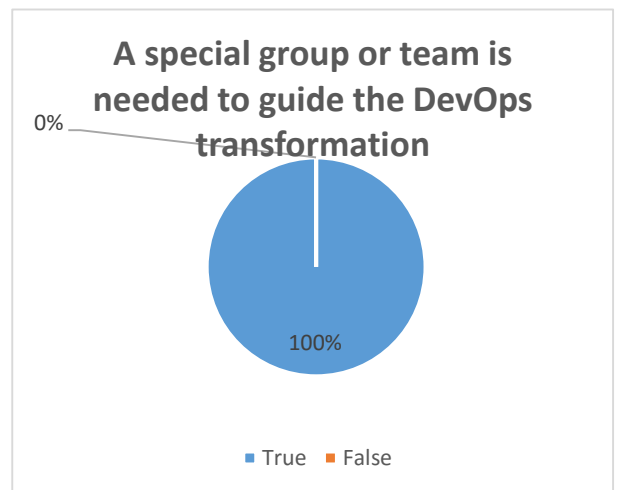 A special group or team is
needed to guide the DevOps
transformation
0%
100%
True False